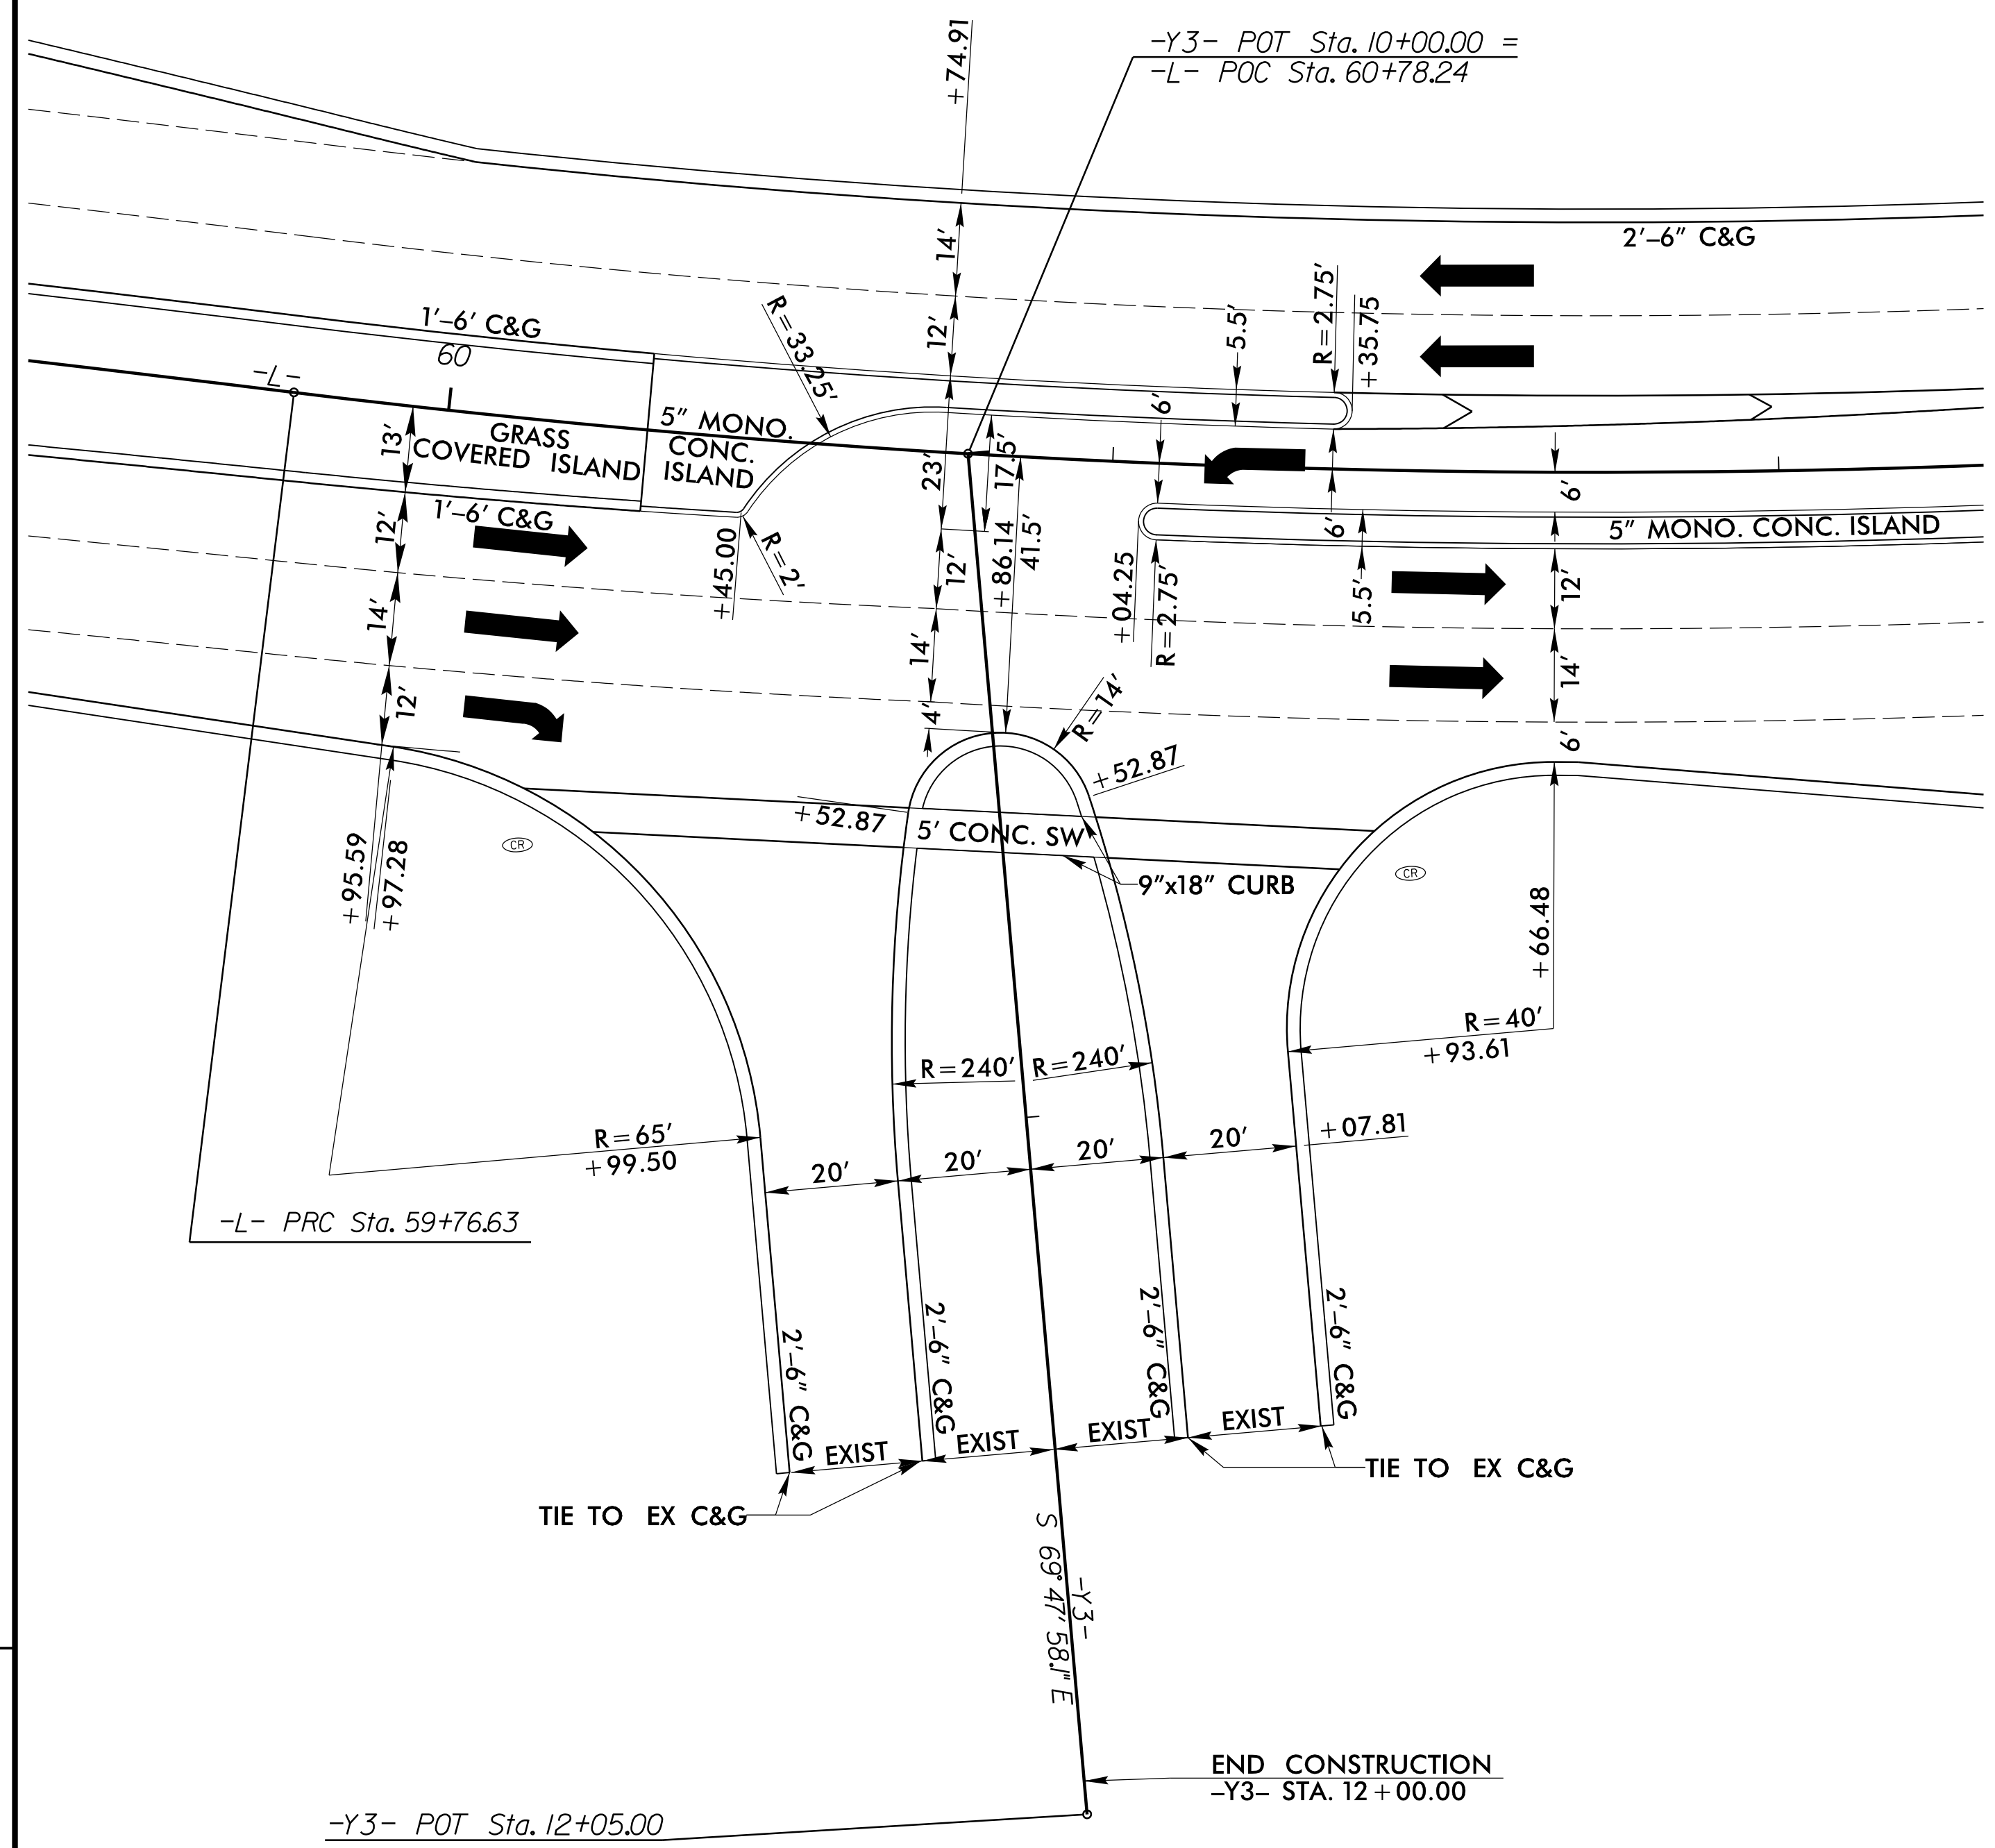 +74.91
-Y3- POT Sta. 10+00.00 =
-L- POC Sta. 60+78.24
14'
2'-6" C&G
12'
R=33.25'
5.5'
R=2.75'
+35.75
1'-6' C&G
60
-L-
13'
GRASS
COVERED ISLAND
5" MONO.
CONC.
ISLAND
23'
17.5'
6'
6'
6'
1'-6' C&G
12'
+45.00
R=2'
12'
+86.14
41.5'
+04.25
R=2.75'
5.5'
5" MONO. CONC. ISLAND
12'
14'
14'
14'
12'
4'
R=14'
6'
+52.87
+52.87
5' CONC. SW
9"x18" CURB
CR
CR
+95.59
+97.28
+66.48
R=40'
+93.61
R=240'
R=240'
R=65'
+99.50
20'
20'
20'
20'
+07.81
-L- PRC Sta. 59+76.63
2'-6" C&G
2'-6" C&G
2'-6" C&G
2'-6" C&G
EXIST
EXIST
EXIST
EXIST
TIE TO EX C&G
TIE TO EX C&G
S 69° 47' 58.1" E
-Y3-
END CONSTRUCTION
-Y3- STA. 12+00.00
-Y3- POT Sta. 12+05.00